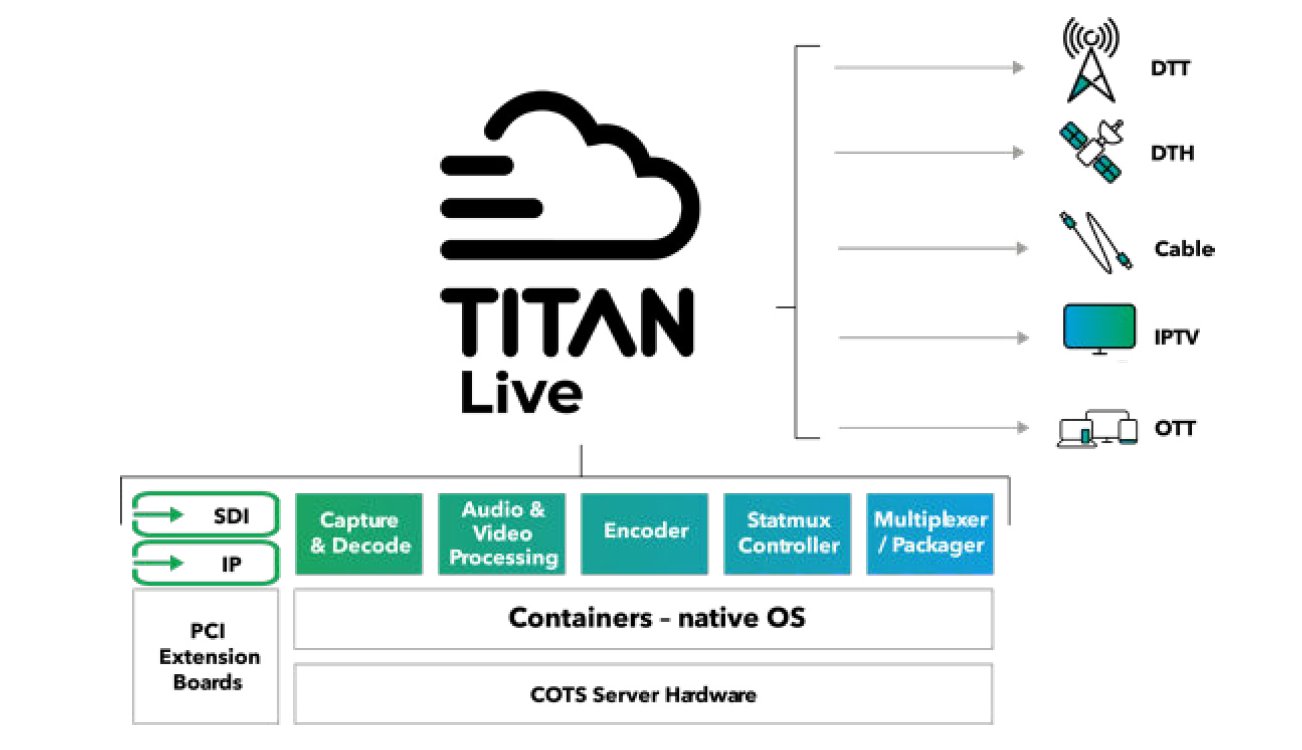 DTT
DTH
Cable
IPTV
OTT
TITAN
Live
SDI
IP
Capture
& Decode
Audio &
Video
Processing
Encoder
Statmux
Controller
Multiplexer
/ Packager
PCI
Extension
Boards
Containers – native OS
COTS Server Hardware